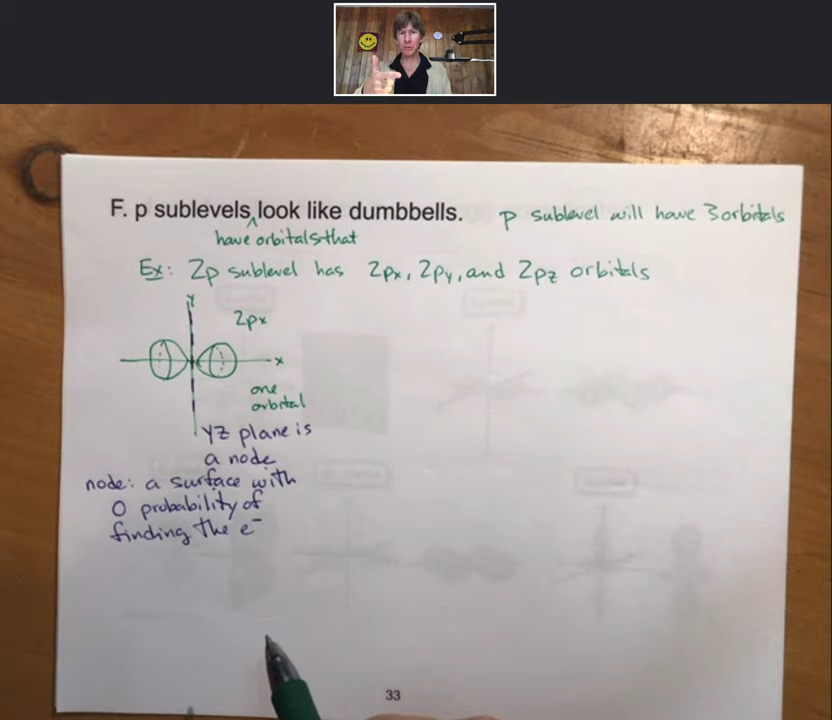 F. p sublevels look like dumbbells. p sublevel will have 3 orbitals
have orbitals that
Ex: 2p sublevel has 2px, 2py, and 2pz orbitals
Y
2px
x
one
orbital
YZ plane is
a node
node: a surface with
0 probability of
finding the e⁻
33